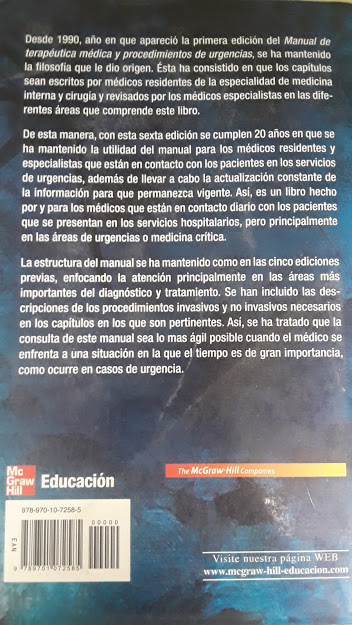 Desde 1990, año en que apareció la primera edición del Manual de
terapéutica médica y procedimientos de urgencias, se ha mantenido
la filosofía que le dio origen. Ésta ha consistido en que los capítulos
sean escritos por médicos residentes de la especialidad de medicina
interna y cirugía y revisados por los médicos especialistas en las dife-
rentes áreas que comprende este libro.
De esta manera, con esta sexta edición se cumplen 20 años en que se
ha mantenido la utilidad del manual para los médicos residentes y
especialistas que están en contacto con los pacientes en los servicios
de urgencias, además de llevar a cabo la actualización constante de
la información para que permanezca vigente. Así, es un libro hecho
por y para los médicos que están en contacto diario con los pacientes
que se presentan en los servicios hospitalarios, pero principalmente
en las áreas de urgencias o medicina crítica.
La estructura del manual se ha mantenido como en las cinco ediciones
previas, enfocando la atención principalmente en las áreas más
importantes del diagnóstico y tratamiento. Se han incluido las des-
cripciones de los procedimientos invasivos y no invasivos necesarios
en los capítulos en los que son pertinentes. Así, se ha tratado que la
consulta de este manual sea lo mas ágil posible cuando el médico se
enfrenta a una situación en la que el tiempo es de gran importancia,
como ocurre en casos de urgencia.
Mc
Graw
Hill
Educación
The McGraw-Hill Companies
978-970-10-7258-5
00000
EAN
9789701072585
Visite nuestra página WEB
www.mcgraw-hill-educacion.com